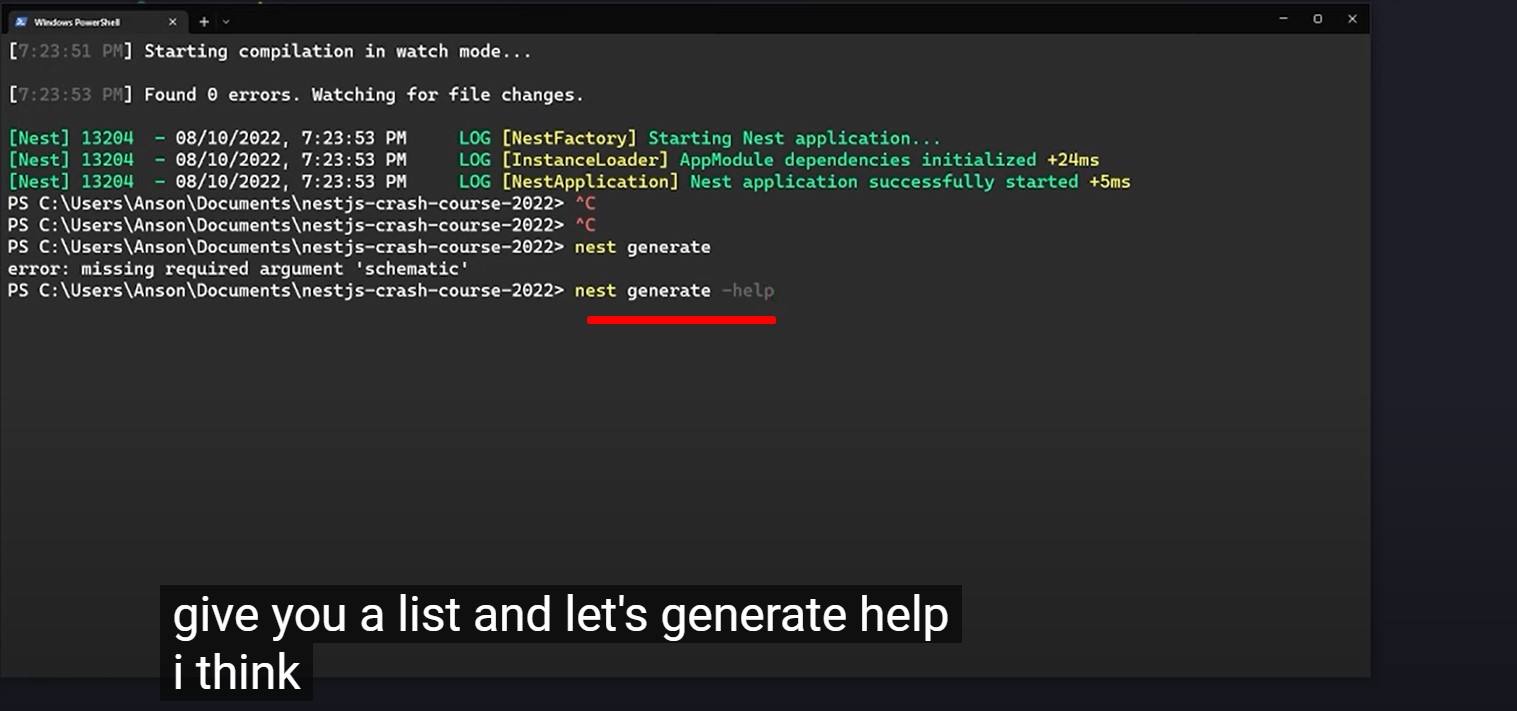 Windows PowerShell
[7:23:51 PM] Starting compilation in watch mode...
[7:23:53 PM] Found 0 errors. Watching for file changes.
[Nest] 13204  - 08/10/2022, 7:23:53 PM     LOG [NestFactory] Starting Nest application...
[Nest] 13204  - 08/10/2022, 7:23:53 PM     LOG [InstanceLoader] AppModule dependencies initialized +24ms
[Nest] 13204  - 08/10/2022, 7:23:53 PM     LOG [NestApplication] Nest application successfully started +5ms
PS C:\Users\Anson\Documents\nestjs-crash-course-2022> ^C
PS C:\Users\Anson\Documents\nestjs-crash-course-2022> ^C
PS C:\Users\Anson\Documents\nestjs-crash-course-2022> nest generate
error: missing required argument 'schematic'
PS C:\Users\Anson\Documents\nestjs-crash-course-2022> nest generate -help
give you a list and let's generate help
i think